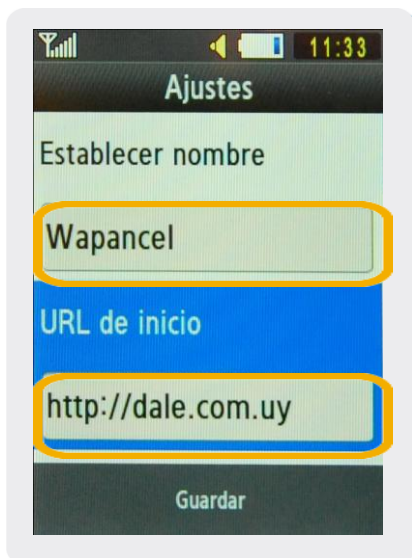 11:33
Ajustes
Establecer nombre
Wapancel
URL de inicio
http://dale.com.uy
Guardar